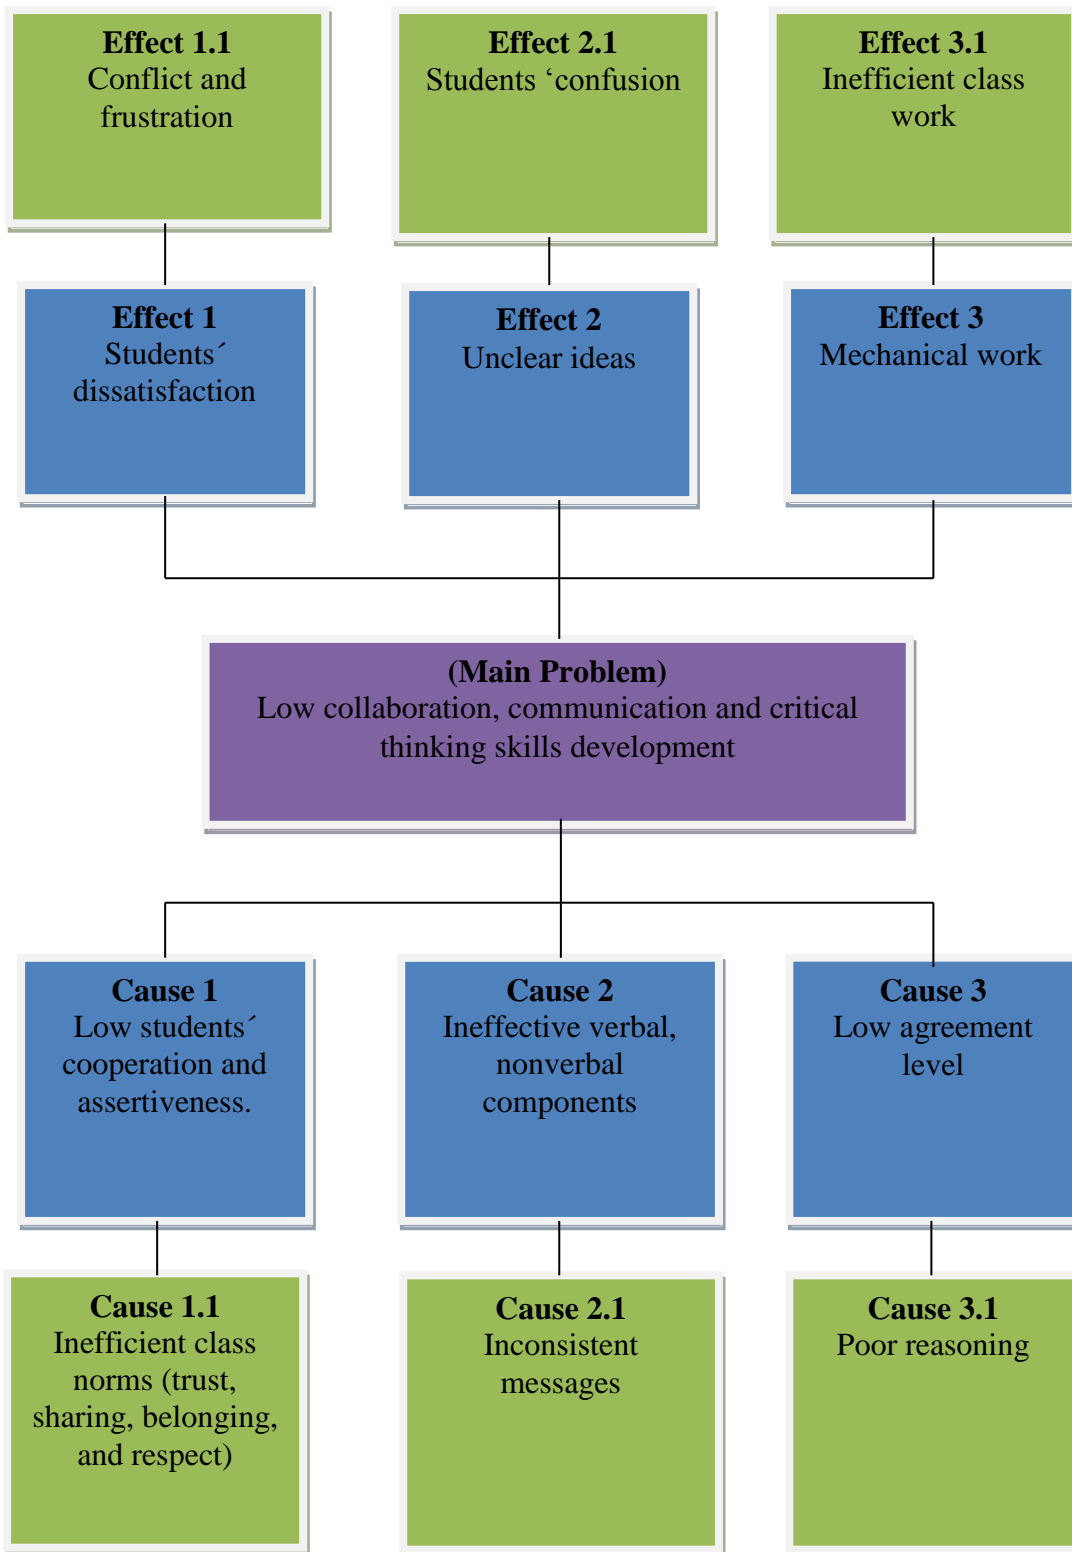 Effect 1.1
Conflict and
frustration
Effect 2.1
Students ‘confusion
Effect 3.1
Inefficient class
work
Effect 1
Students´
dissatisfaction
Effect 2
Unclear ideas
Effect 3
Mechanical work
(Main Problem)
Low collaboration, communication and critical
thinking skills development
Cause 1
Low students´
cooperation and
assertiveness.
Cause 2
Ineffective verbal,
nonverbal
components
Cause 3
Low agreement
level
Cause 1.1
Inefficient class
norms (trust,
sharing, belonging,
and respect)
Cause 2.1
Inconsistent
messages
Cause 3.1
Poor reasoning